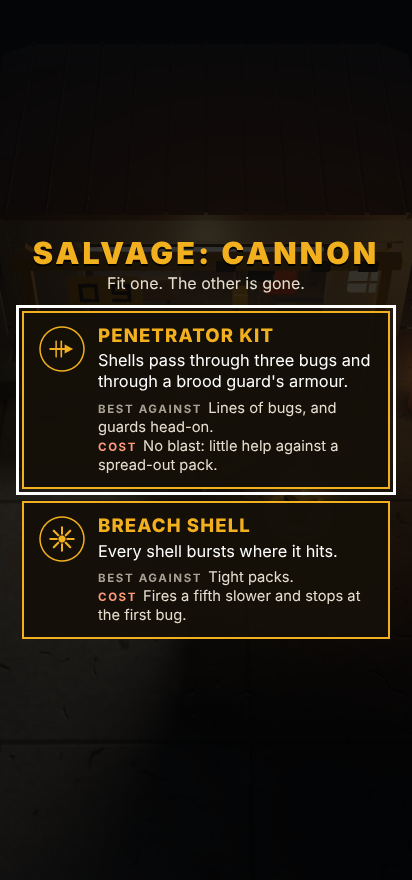 SALVAGE: CANNON
Fit one. The other is gone.
PENETRATOR KIT
Shells pass through three bugs and
through a brood guard's armour.
BEST AGAINST Lines of bugs, and
guards head-on.
COST No blast: little help against a
spread-out pack.
BREACH SHELL
Every shell bursts where it hits.
BEST AGAINST Tight packs.
COST Fires a fifth slower and stops at
the first bug.